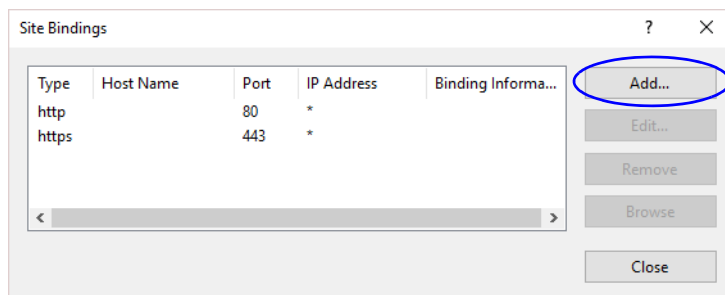 Site Bindings ?
Type Host Name Port IP Address Binding Informa... Add...
http 80 *
https 443 *
Edit...
Remove
Browse
Close